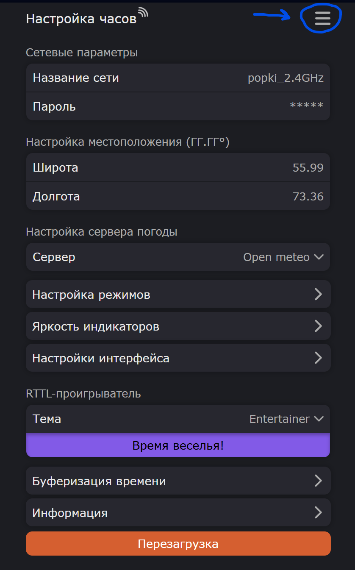 Настройка часов
Сетевые параметры
Название сети popki_2.4GHz
Пароль *****
Настройка местоположения (ГГ.ГГ°)
Широта 55.99
Долгота 73.36
Настройка сервера погоды
Сервер Open meteo
Настройка режимов
Яркость индикаторов
Настройки интерфейса
RTTL-проигрыватель
Тема Entertainer
Время веселья!
Буферизация времени
Информация
Перезагрузка